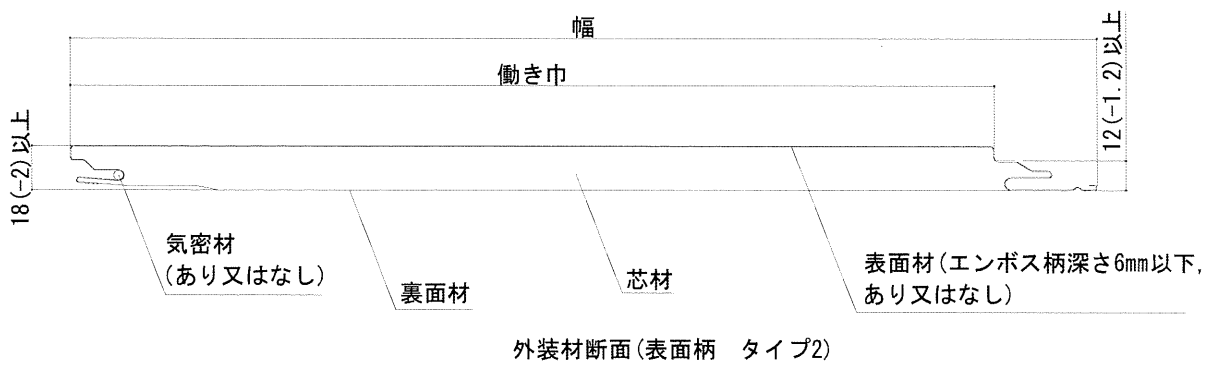 幅
働き巾
12(-1.2)以上
18(-2)以上
気密材
(あり又はなし)
裏面材
芯材
表面材(エンボス柄深さ6mm以下,
あり又はなし)
外装材断面(表面柄 タイプ2)